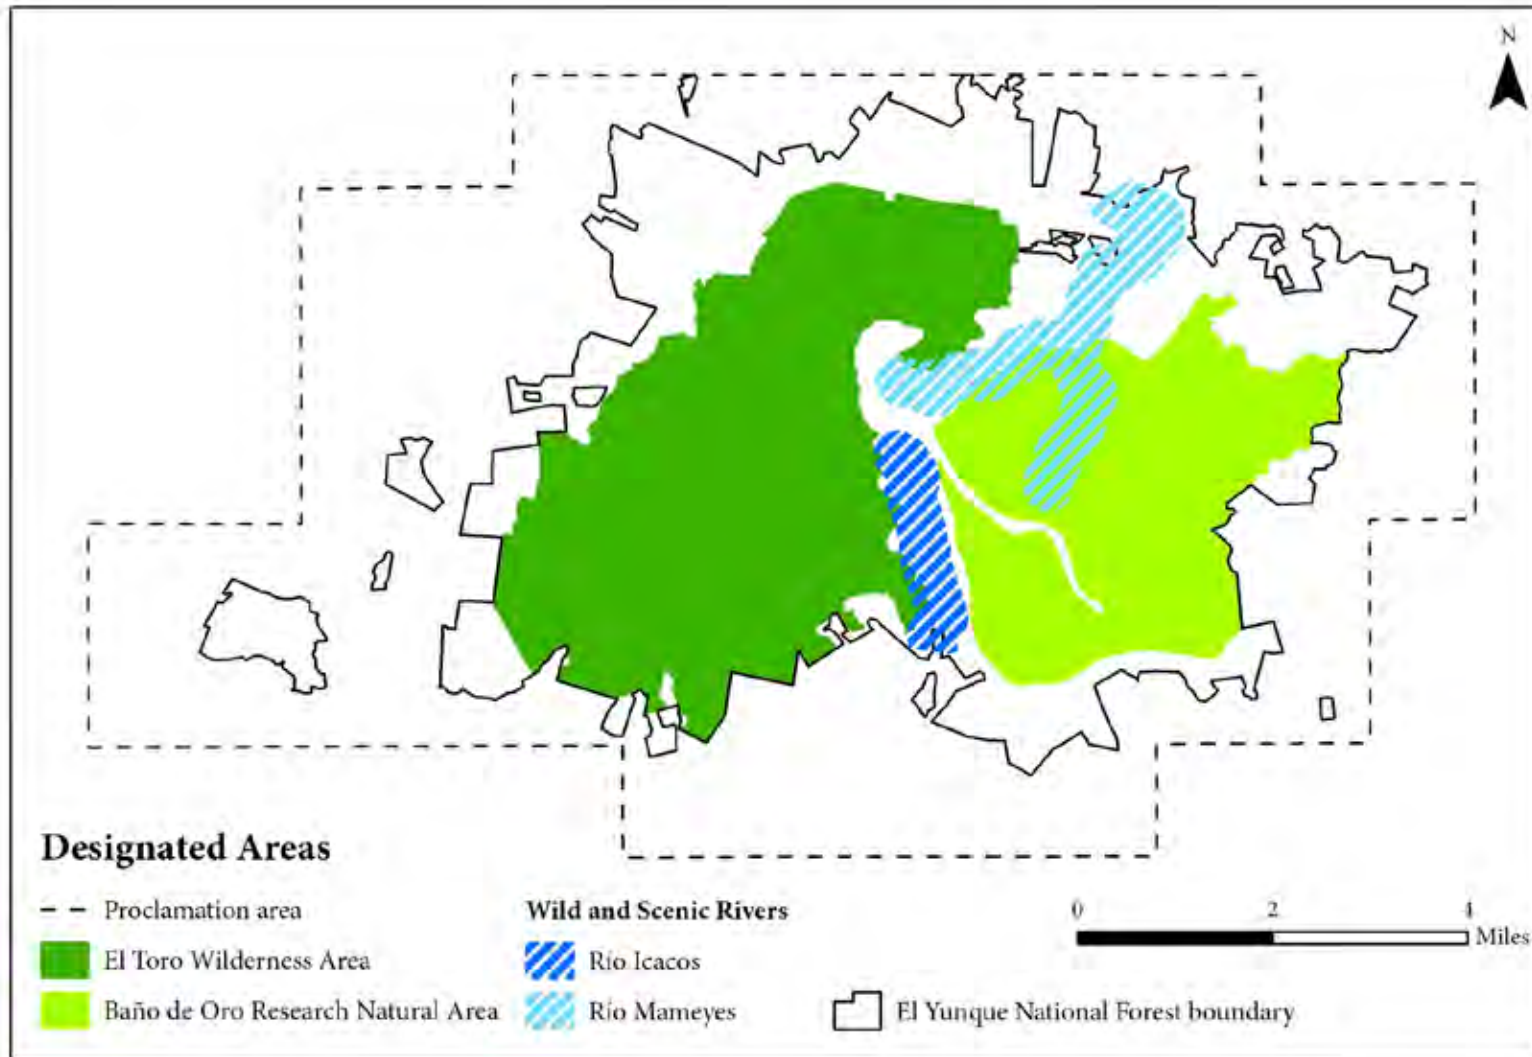 N
Designated Areas
Proclamation area
El Toro Wilderness Area
Baño de Oro Research Natural Area
Wild and Scenic Rivers
Río Icacos
Río Mameyes
El Yunque National Forest boundary
0 2 4
Miles